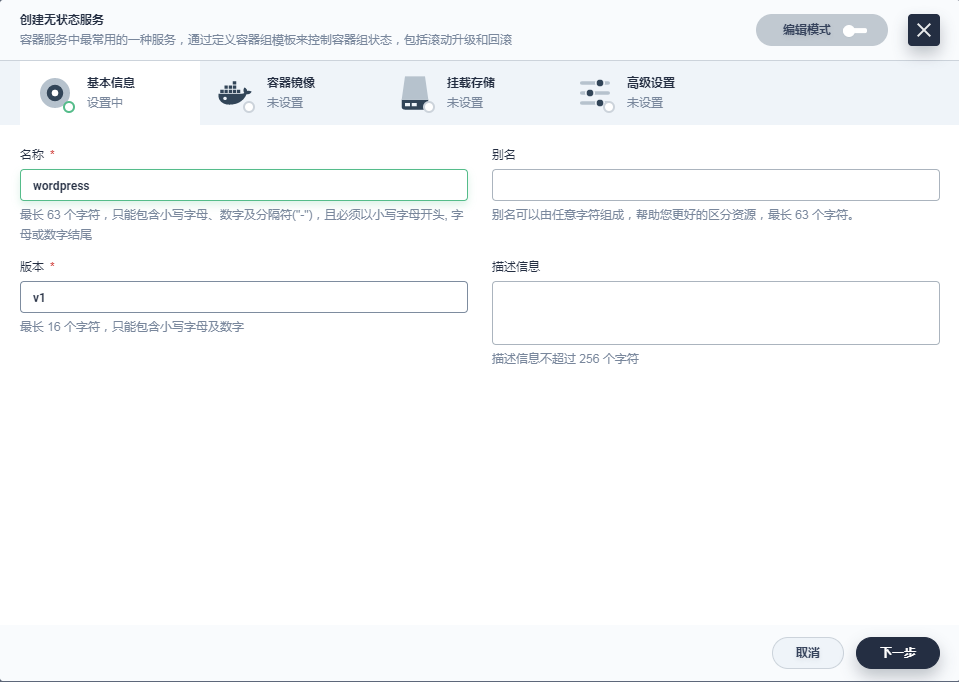 创建无状态服务
容器服务中最常用的一种服务，通过定义容器组模板来控制容器组状态，包括滚动升级和回滚
编辑模式
基本信息
设置中
容器镜像
未设置
挂载存储
未设置
高级设置
未设置
名称 *
wordpress
最长 63 个字符，只能包含小写字母、数字及分隔符("-")，且必须以小写字母开头, 字
母或数字结尾
别名
别名可以由任意字符组成，帮助您更好的区分资源，最长 63 个字符。
版本 *
v1
最长 16 个字符，只能包含小写字母及数字
描述信息
描述信息不超过 256 个字符
取消
下一步